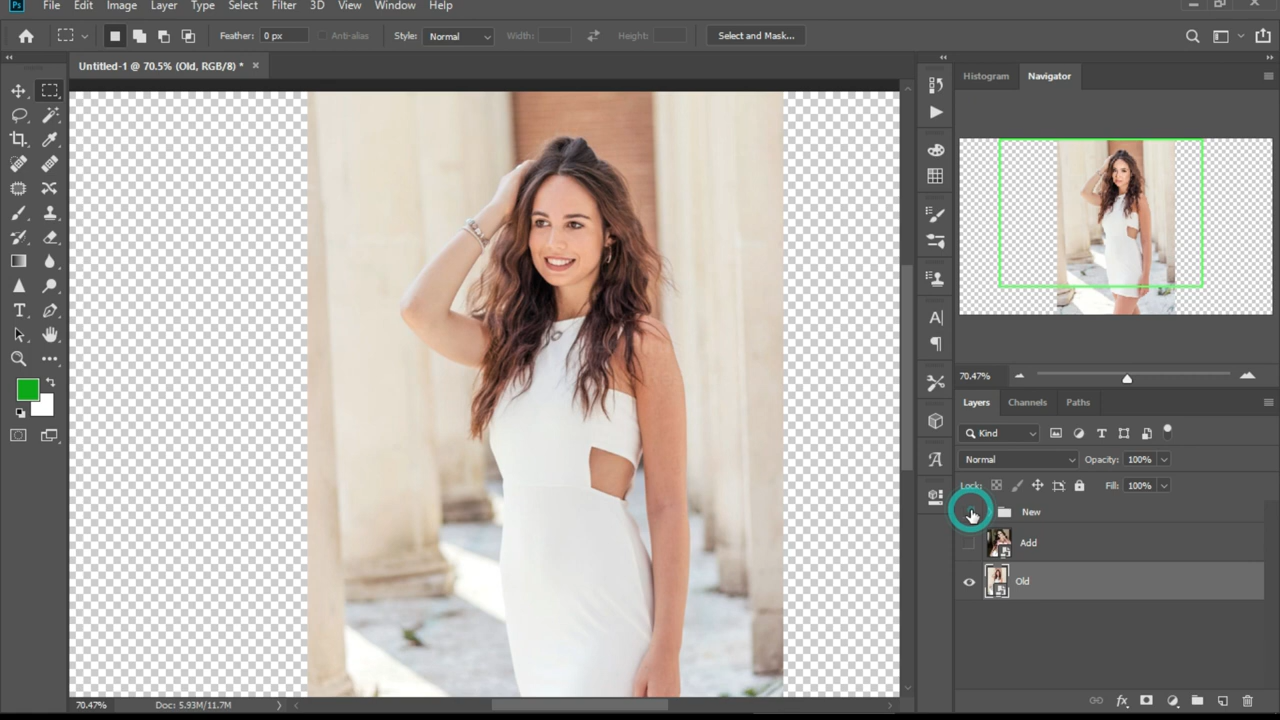 Ps File Edit Image Layer Type Select Filter 3D View Window Help
Feather: 0 px Anti-alias Style: Normal Width: Height: Select and Mask...
Untitled-1 @ 70.5% (Old, RGB/8) *
Histogram Navigator
70.47%
Layers Channels Paths
Kind
Normal Opacity: 100%
Lock: Fill: 100%
New
Add
Old
70.47% Doc: 5.93M/11.7M